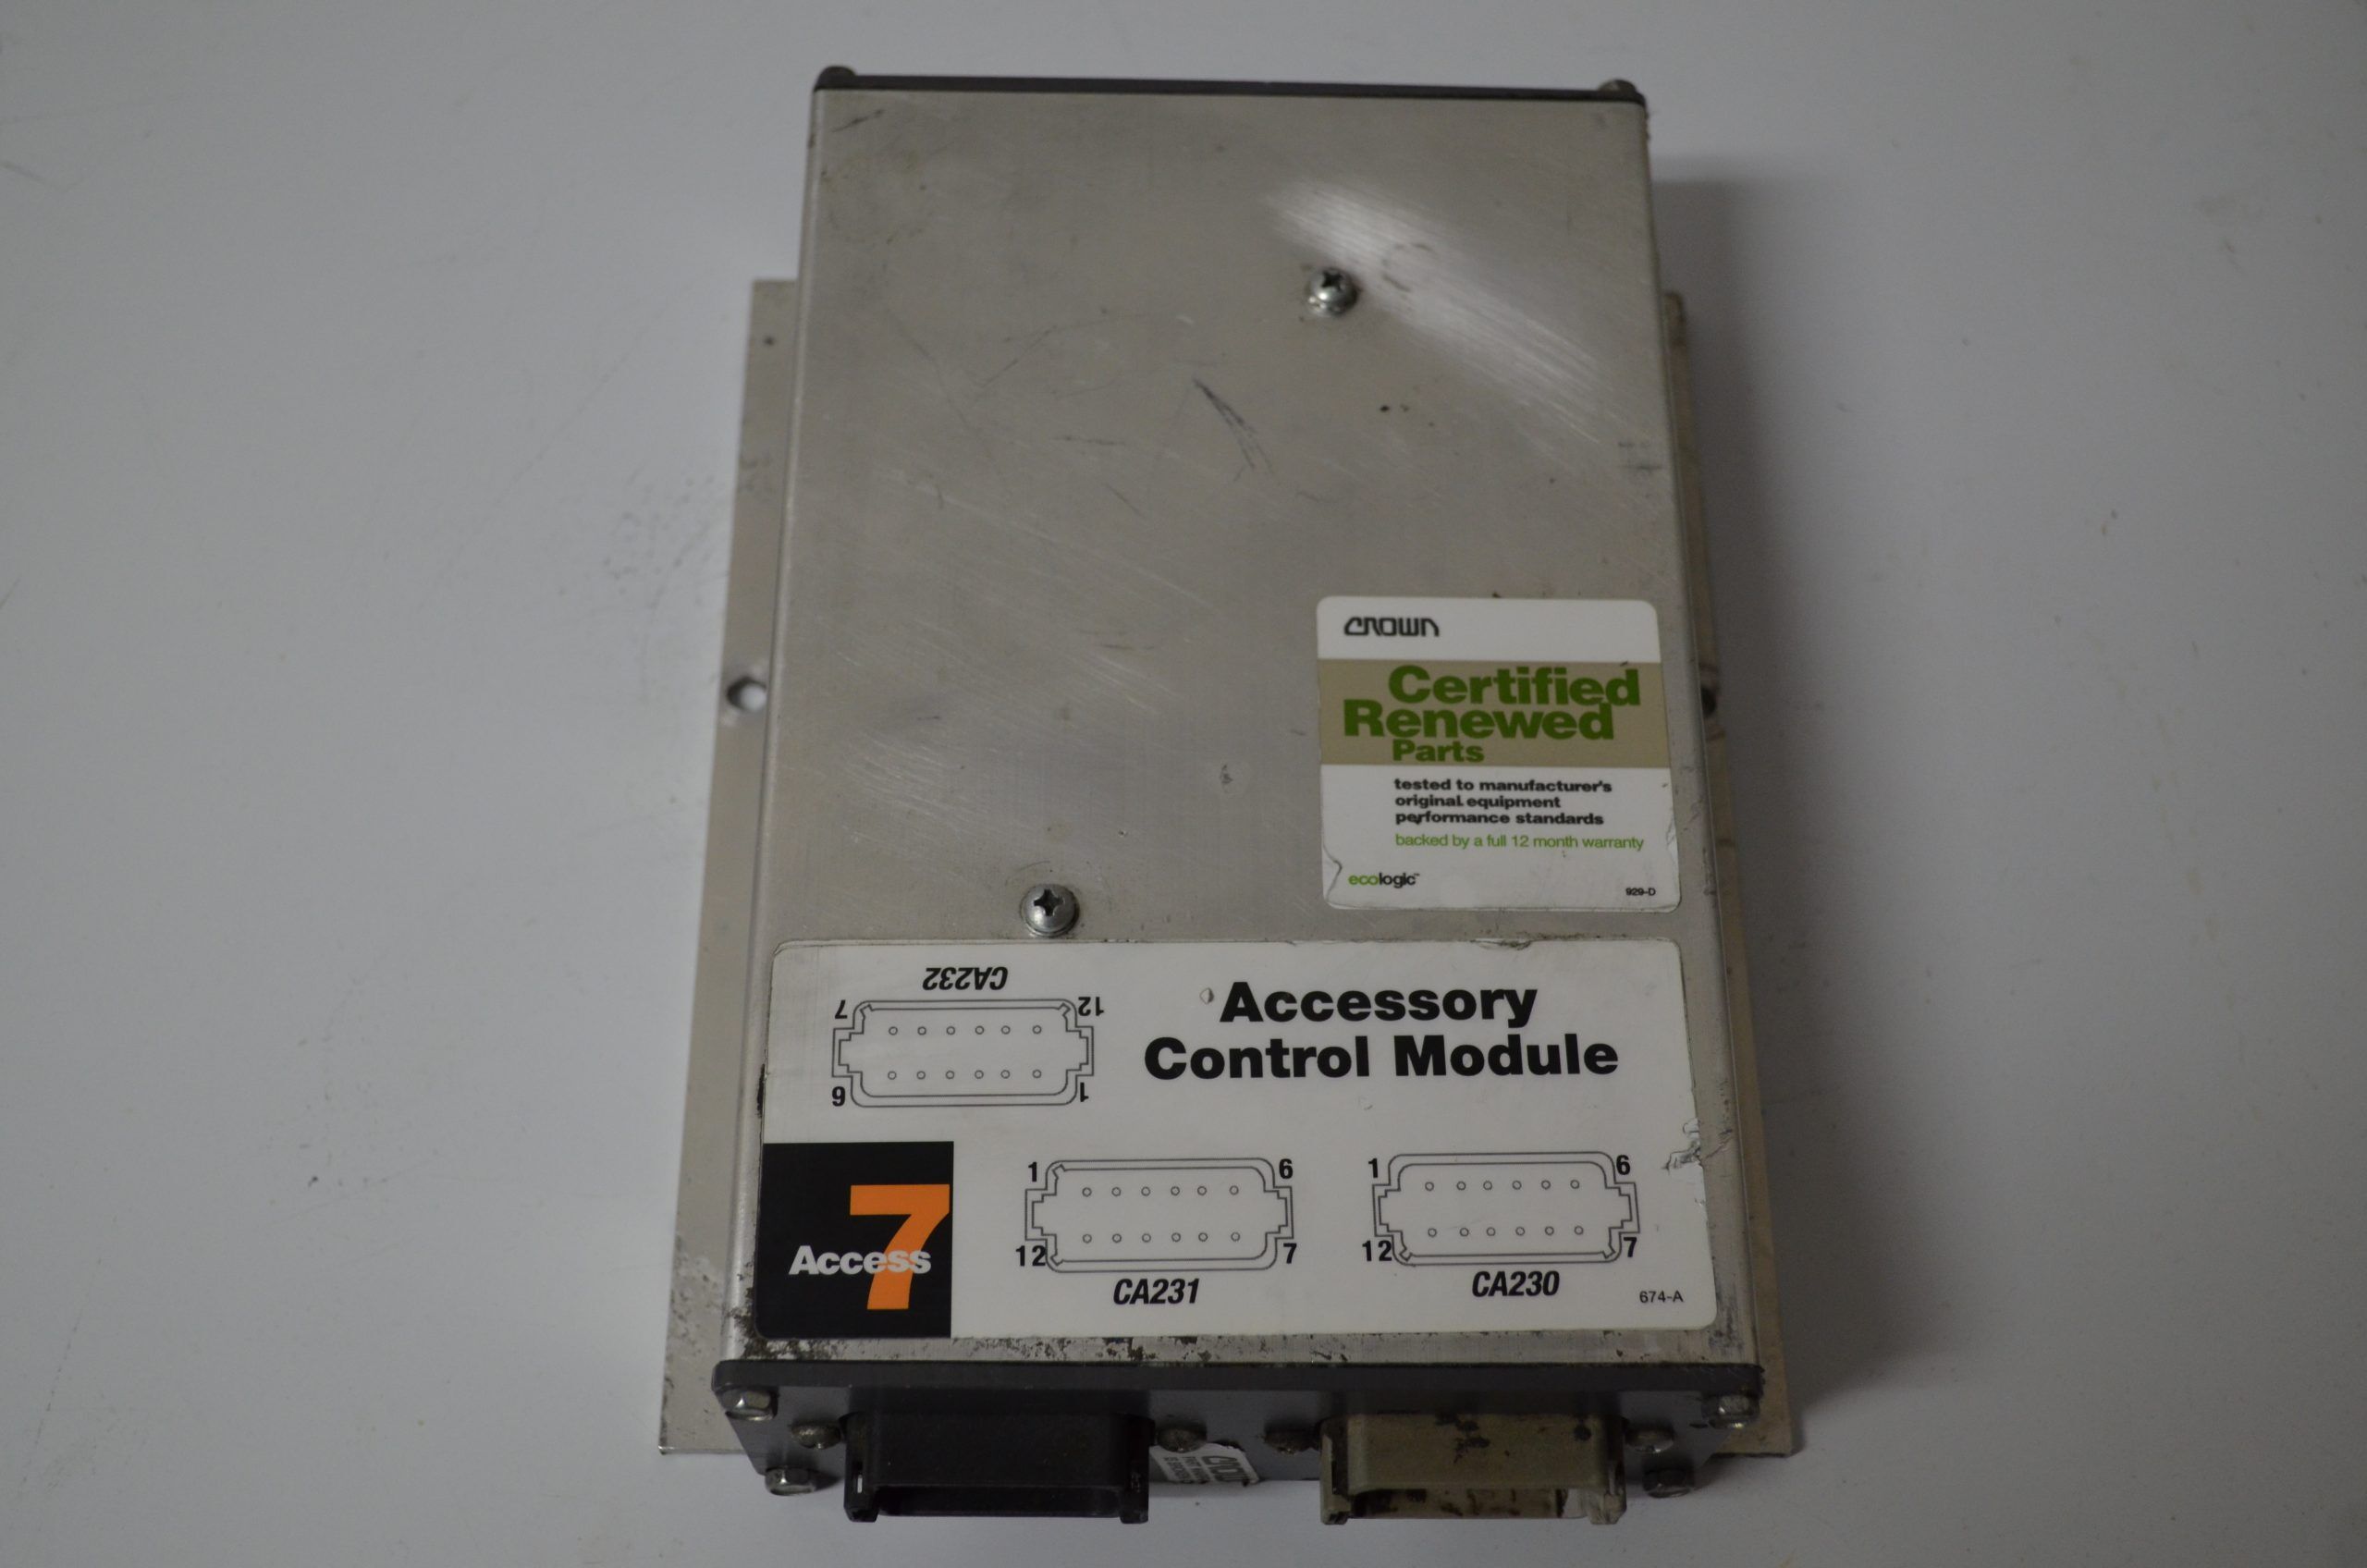 CROWN
Certified
Renewed
Parts
tested to manufacturer's
original equipment
performance standards
backed by a full 12 month warranty
ecologic™
929-D
CA232
7 12
6 1
Accessory
Control Module
Access 7
1 6
12 7
CA231
1 6
12 7
CA230
674-A